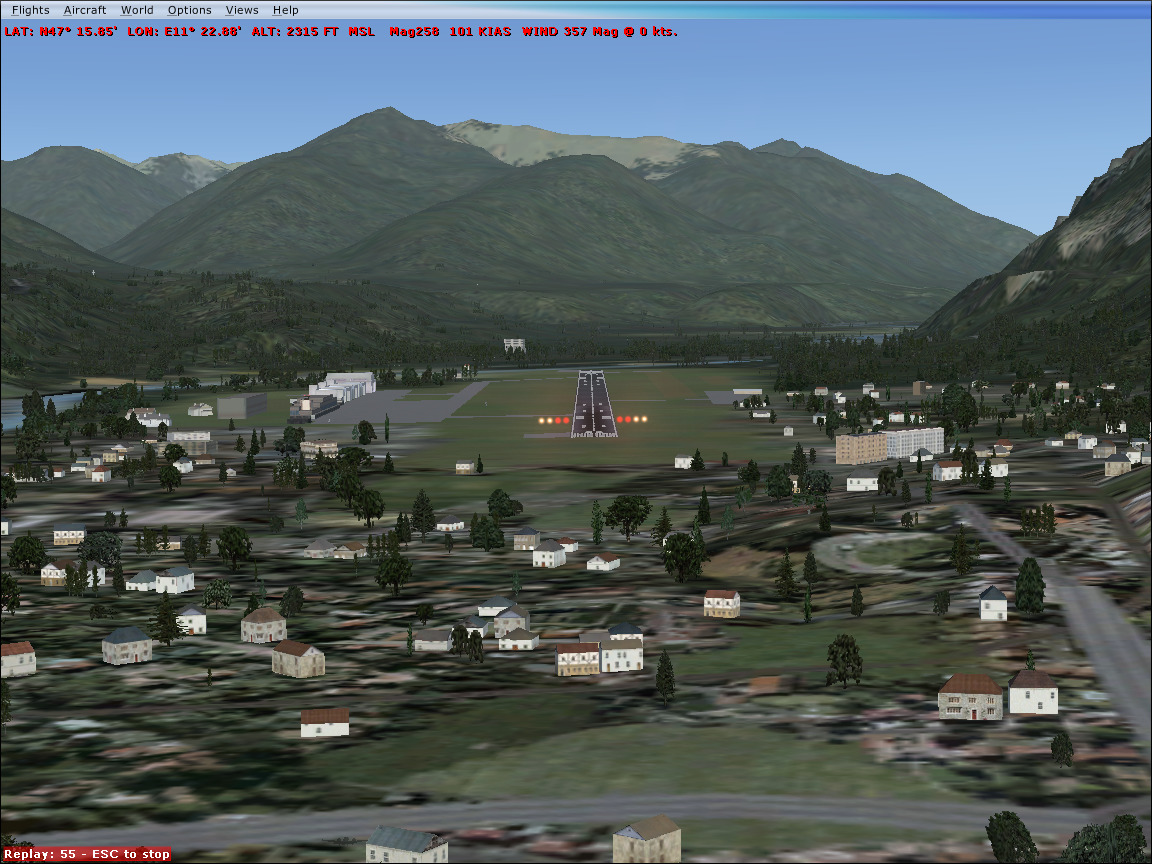 Flights Aircraft World Options Views Help
LAT: N47° 15.85' LON: E11° 22.88' ALT: 2315 FT MSL Mag258 101 KIAS WIND 357 Mag @ 0 kts.
Replay: 55 - ESC to stop